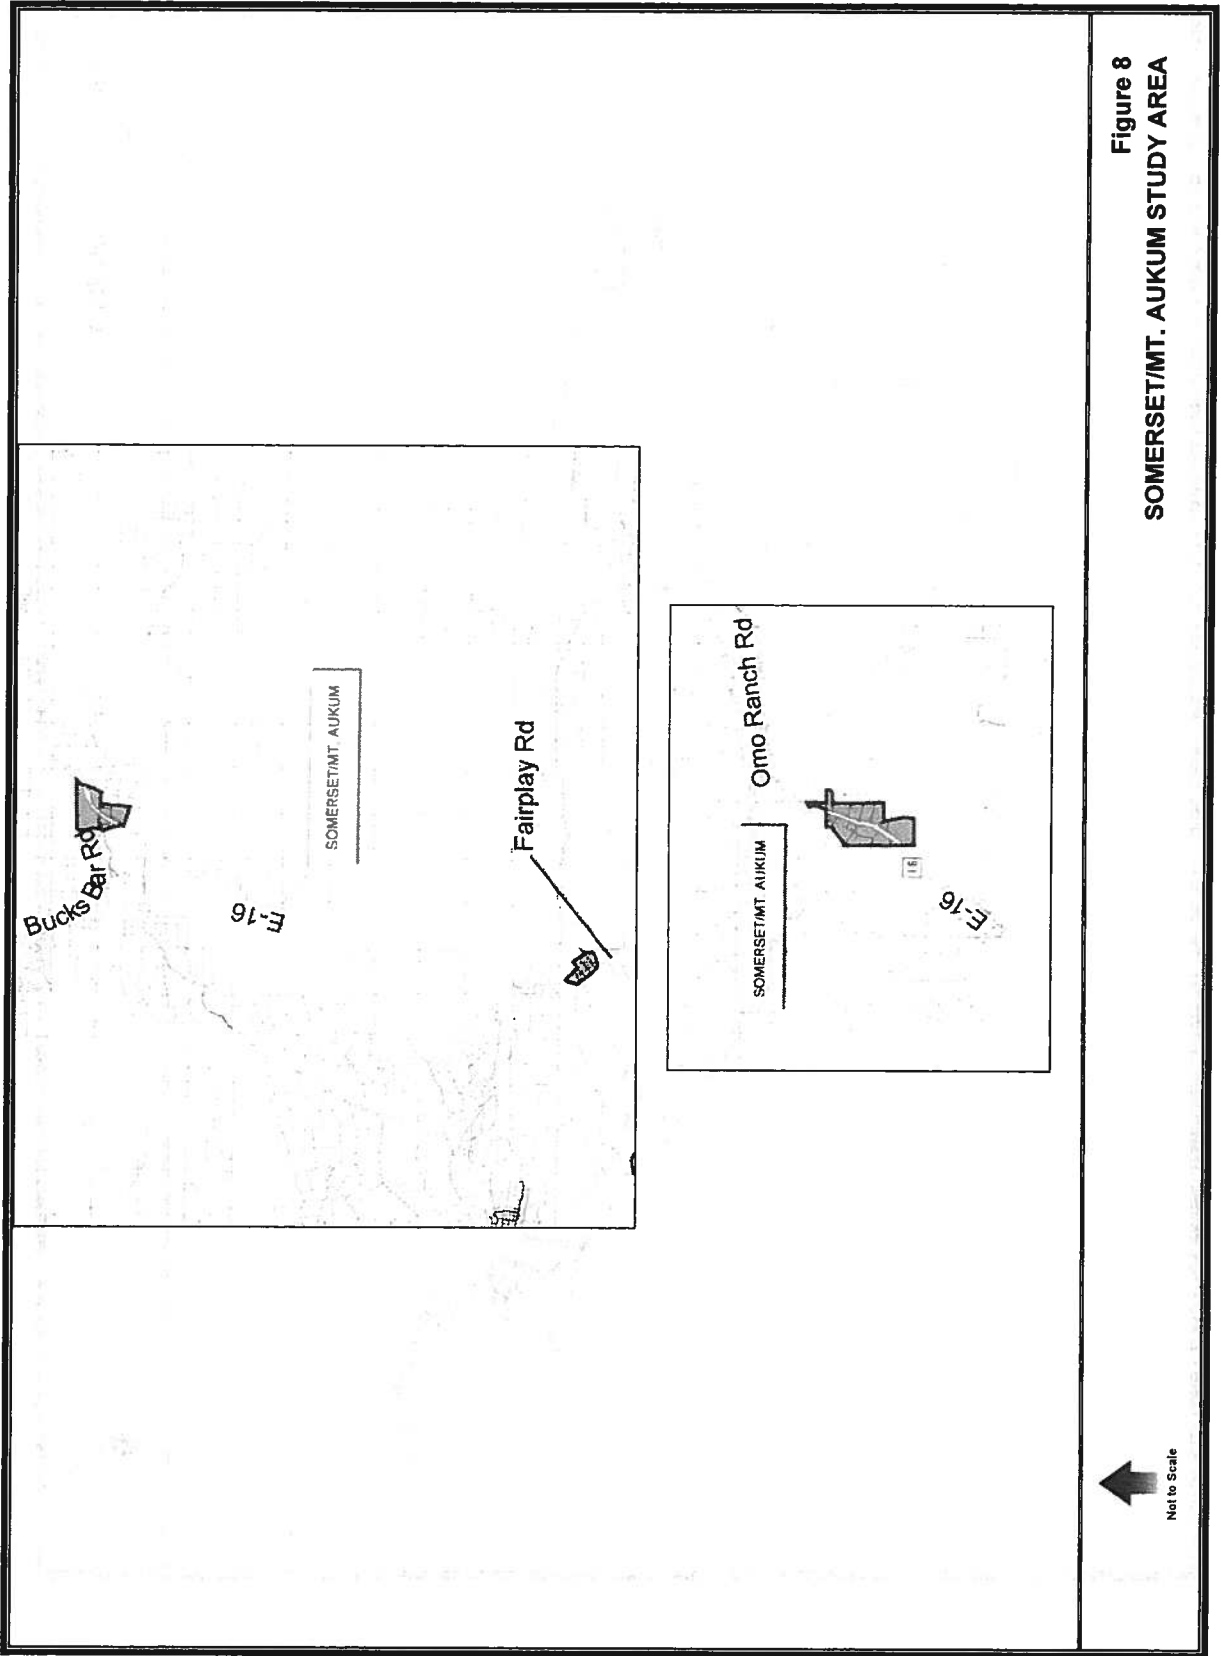 Bucks Bar Rd
E-16
SOMERSET/MT. AUKUM
Fairplay Rd
Omo Ranch Rd
SOMERSET/MT. AUKUM
16
E-16
Figure 8
SOMERSET/MT. AUKUM STUDY AREA
Not to Scale